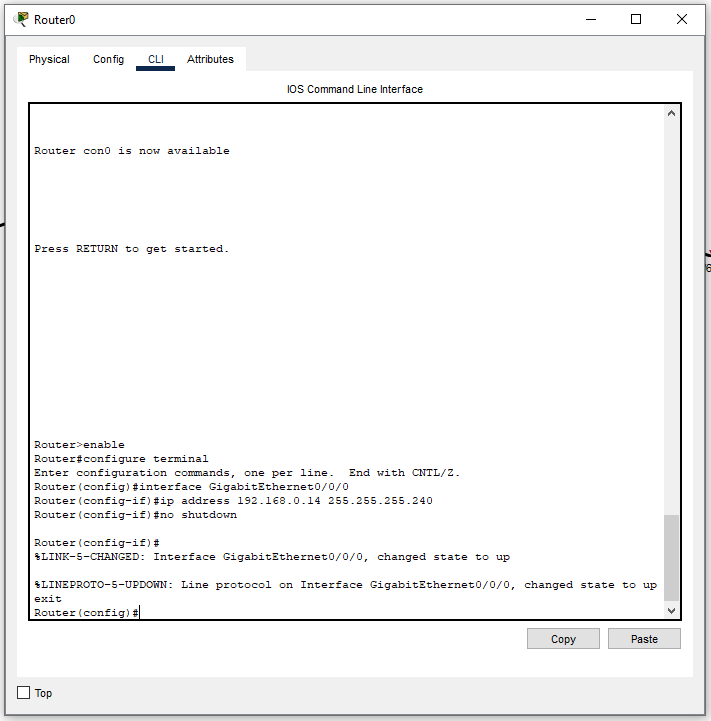 Router0
Physical Config CLI Attributes
IOS Command Line Interface
Router con0 is now available
Press RETURN to get started.
Router>enable
Router#configure terminal
Enter configuration commands, one per line.  End with CNTL/Z.
Router(config)#interface GigabitEthernet0/0/0
Router(config-if)#ip address 192.168.0.14 255.255.255.240
Router(config-if)#no shutdown
Router(config-if)#
%LINK-5-CHANGED: Interface GigabitEthernet0/0/0, changed state to up
%LINEPROTO-5-UPDOWN: Line protocol on Interface GigabitEthernet0/0/0, changed state to up
exit
Router(config)#
Copy Paste
Top